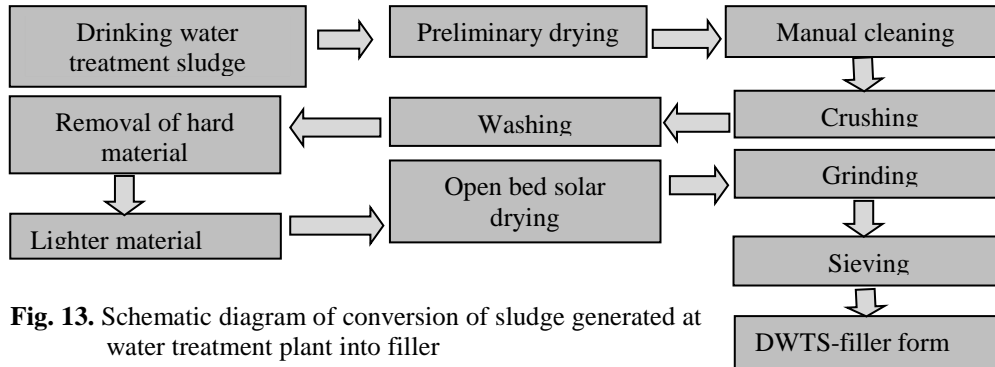 Drinking water
treatment sludge
Preliminary drying
Manual cleaning
Crushing
Washing
Removal of hard
material
Lighter material
Open bed solar
drying
Grinding
Sieving
DWTS-filler form
Fig. 13. Schematic diagram of conversion of sludge generated at
water treatment plant into filler